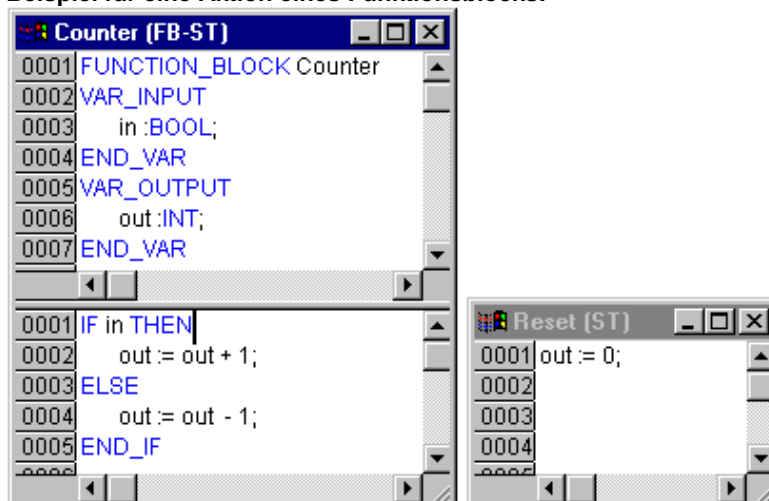 Beispiel für eine Aktion eines Funktionsblocks:
Counter (FB-ST)
0001 FUNCTION_BLOCK Counter
0002 VAR_INPUT
0003 in :BOOL;
0004 END_VAR
0005 VAR_OUTPUT
0006 out :INT;
0007 END_VAR
0001 IF in THEN
0002 out := out + 1;
0003 ELSE
0004 out := out - 1;
0005 END_IF
Reset (ST)
0001 out := 0;
0002
0003
0004